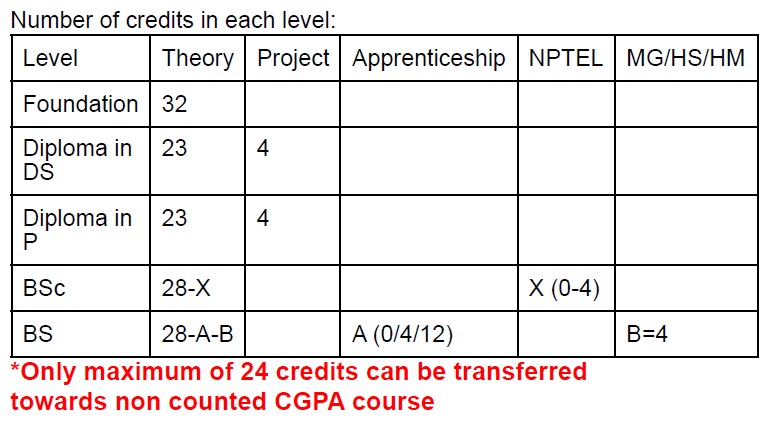 Number of credits in each level:
Level Theory Project Apprenticeship NPTEL MG/HS/HM
Foundation 32
Diploma in DS 23 4
Diploma in P 23 4
BSc 28-X X (0-4)
BS 28-A-B A (0/4/12) B=4
*Only maximum of 24 credits can be transferred
towards non counted CGPA course